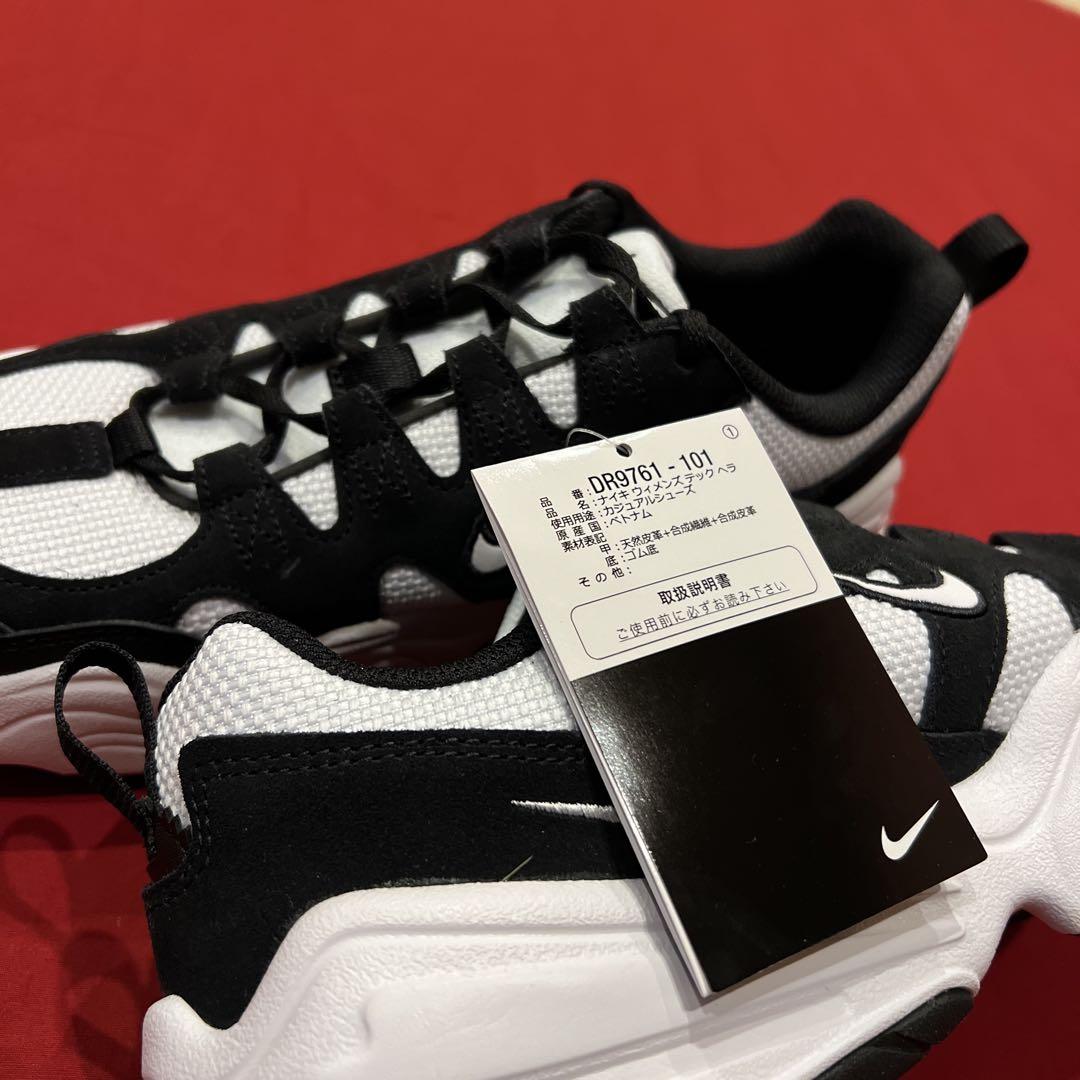 ①
品 番 : DR9761 - 101
品 名 : ナイキ ウィメンズ テック ヘラ
使用用途 : カジュアルシューズ
原 産 国 : ベトナム
素材表記
甲 : 天然皮革+合成繊維+合成皮革
底 : ゴム底
そ の 他 :
取扱説明書
ご使用前に必ずお読み下さい